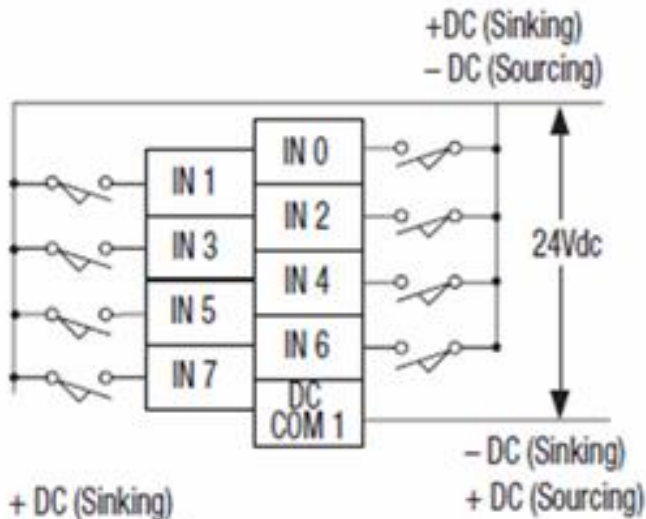 +DC (Sinking)
– DC (Sourcing)
IN 0
IN 1
IN 2
IN 3
24Vdc
IN 4
IN 5
IN 6
IN 7
DC
COM 1
– DC (Sinking)
+ DC (Sinking)
+ DC (Sourcing)